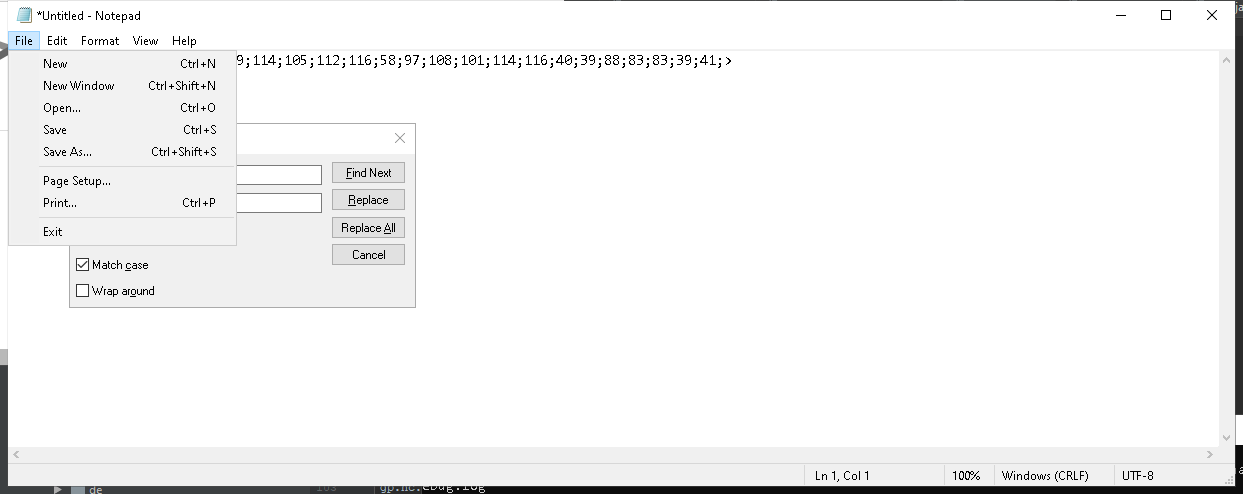 *Untitled - Notepad
File Edit Format View Help
9;114;105;112;116;58;97;108;101;114;116;40;39;88;83;83;39;41;>
New Ctrl+N
New Window Ctrl+Shift+N
Open... Ctrl+O
Save Ctrl+S
Save As... Ctrl+Shift+S
Page Setup...
Print... Ctrl+P
Exit
Find Next
Replace
Replace All
Cancel
Match case
Wrap around
Ln 1, Col 1 100% Windows (CRLF) UTF-8
de